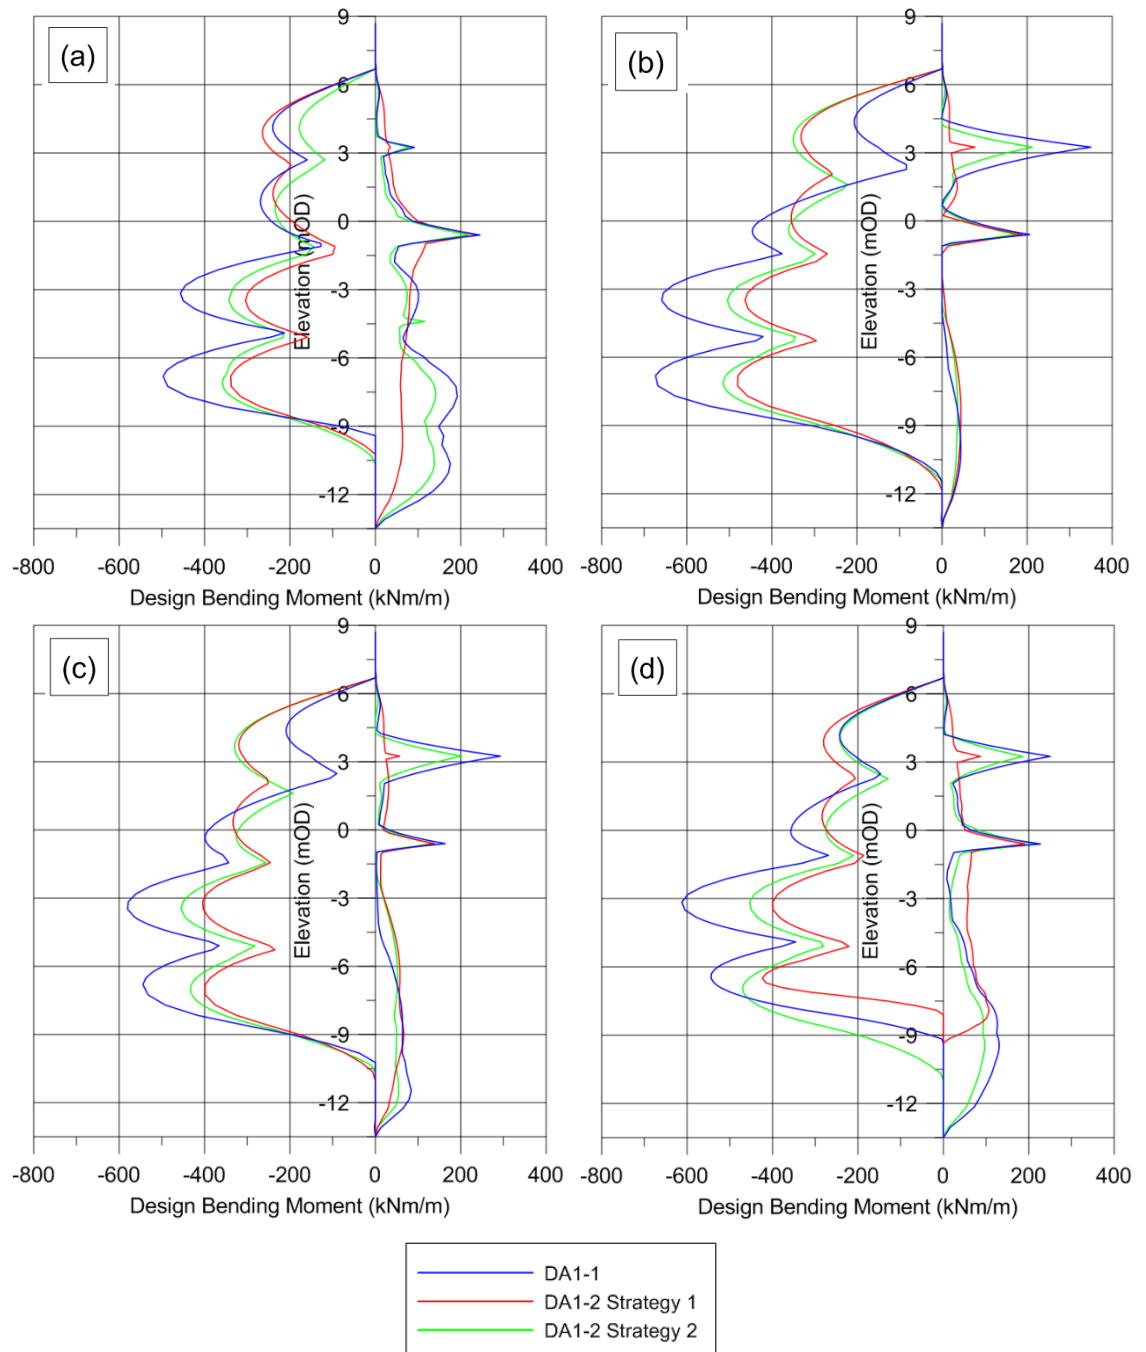 (a)
9
6
3
0
-3
-6
-9
-12
Elevation (mOD)
-800 -600 -400 -200 0 200 400
Design Bending Moment (kNm/m)
(b)
9
6
3
0
-3
-6
-9
-12
Elevation (mOD)
-800 -600 -400 -200 0 200 400
Design Bending Moment (kNm/m)
(c)
9
6
3
0
-3
-6
-9
-12
Elevation (mOD)
-800 -600 -400 -200 0 200 400
Design Bending Moment (kNm/m)
(d)
9
6
3
0
-3
-6
-9
-12
Elevation (mOD)
-800 -600 -400 -200 0 200 400
Design Bending Moment (kNm/m)
DA1-1
DA1-2 Strategy 1
DA1-2 Strategy 2